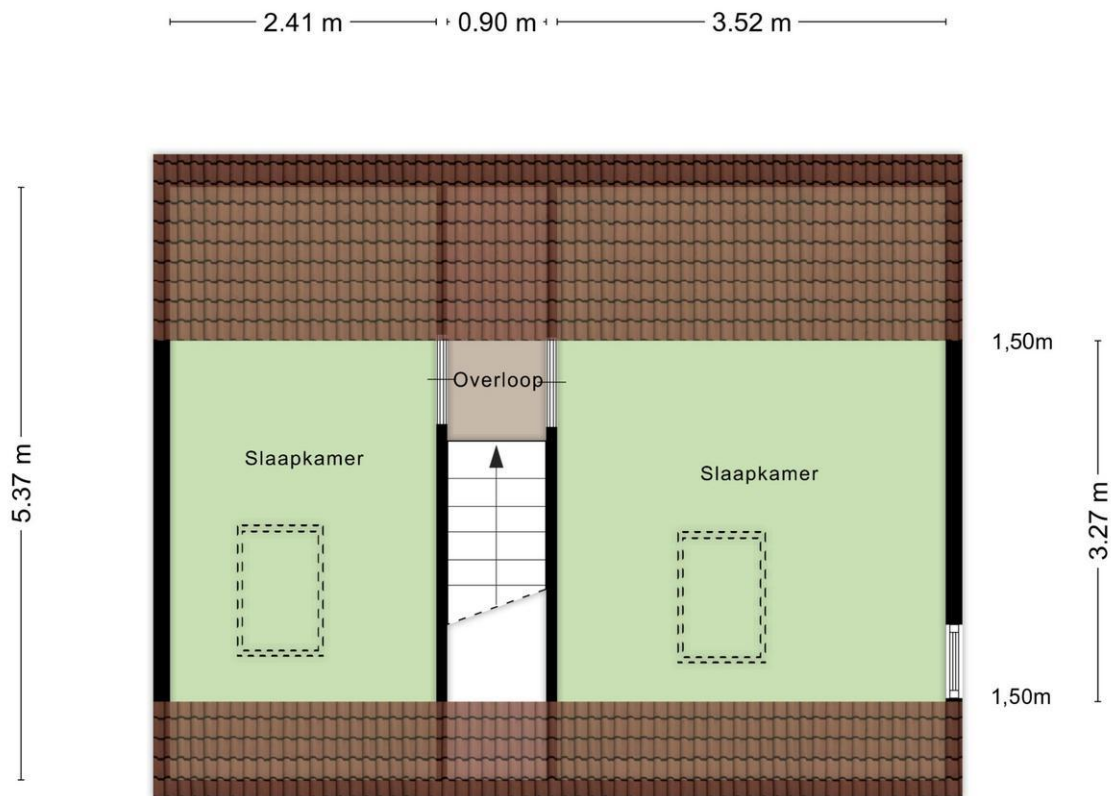 2.41 m 0.90 m 3.52 m
1,50m
Overloop
Slaapkamer
Slaapkamer
5.37 m
3.27 m
1,50m